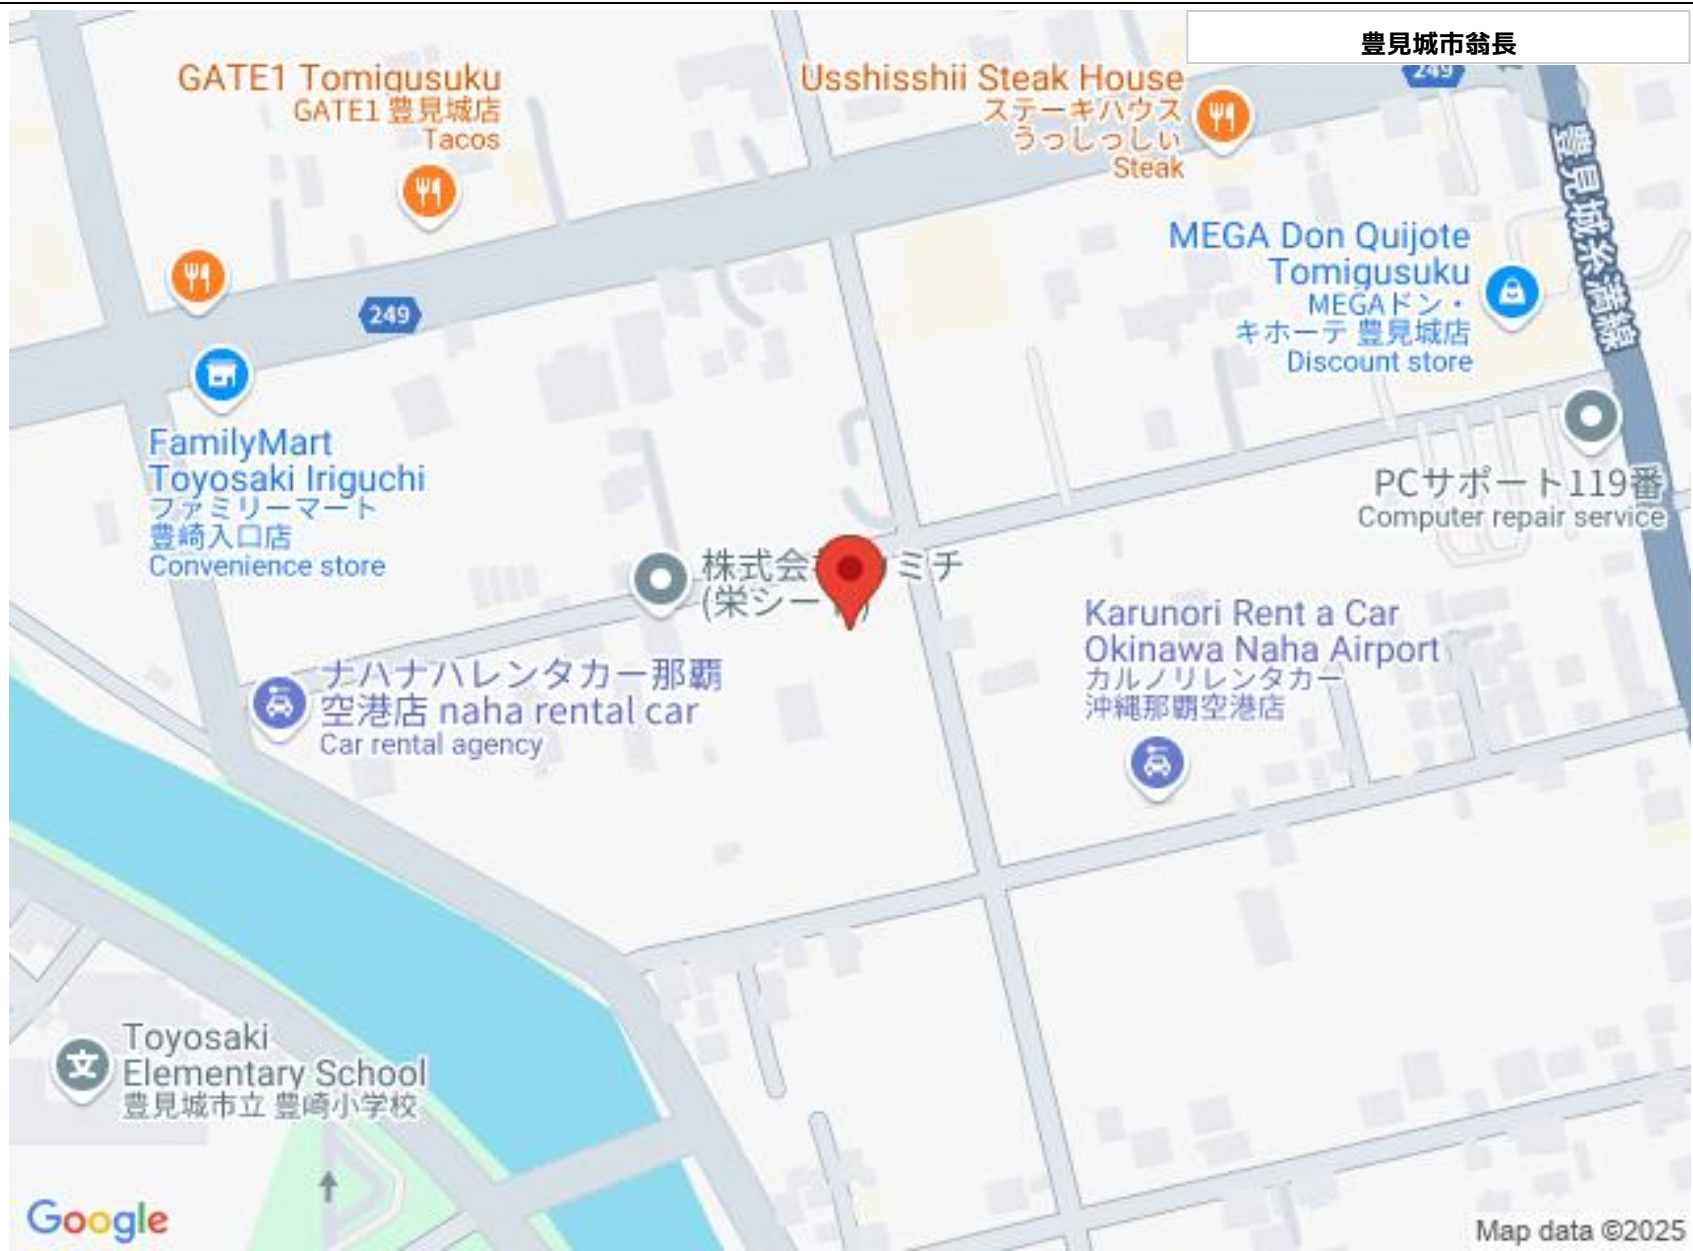 豊見城市翁長
249
GATE1 Tomigusuku
GATE1 豊見城店
Tacos
Usshisshii Steak House
ステーキハウス
うっしっしい
Steak
豊見城糸満線
MEGA Don Quijote
Tomigusuku
MEGAドン・
キホーテ 豊見城店
Discount store
249
FamilyMart
Toyosaki Iriguchi
ファミリーマート
豊崎入口店
Convenience store
PCサポート119番
Computer repair service
株式会
ミチ
(栄シー
Karunori Rent a Car
Okinawa Naha Airport
カルノリレンタカー
沖縄那覇空港店
ナハナハレンタカー那覇
空港店 naha rental car
Car rental agency
文
Toyosaki
Elementary School
豊見城市立 豊崎小学校
Google
Map data ©2025